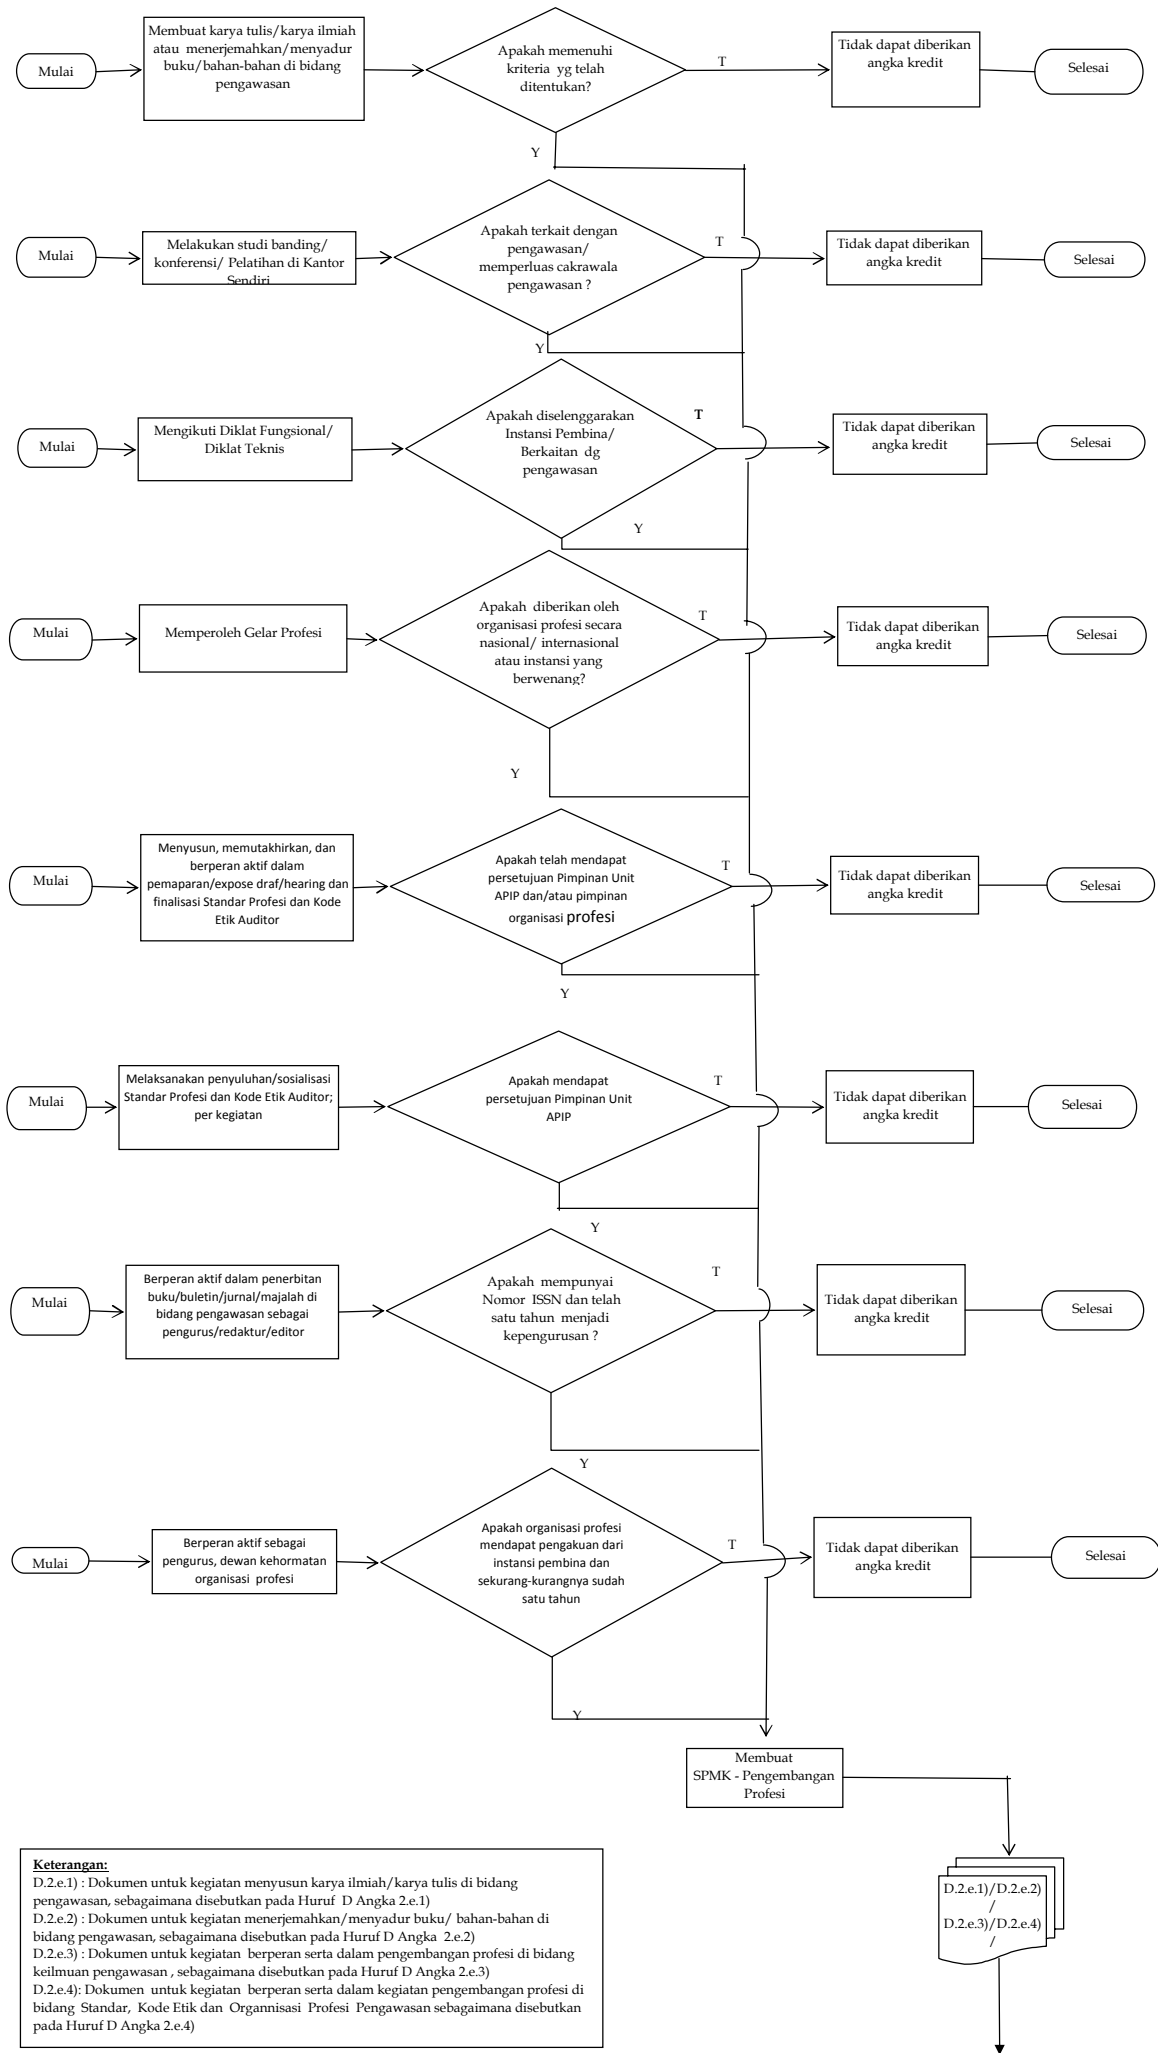 Mulai
Membuat karya tulis/karya ilmiah
atau menerjemahkan/menyadur
buku/bahan-bahan di bidang
pengawasan
Apakah memenuhi
kriteria yg telah
ditentukan?
T
Tidak dapat diberikan
angka kredit
Selesai
Y
Mulai
Melakukan studi banding/
konferensi/ Pelatihan di Kantor
Sendiri
Apakah terkait dengan
pengawasan/
memperluas cakrawala
pengawasan ?
T
Tidak dapat diberikan
angka kredit
Selesai
Y
Mulai
Mengikuti Diklat Fungsional/
Diklat Teknis
Apakah diselenggarakan
Instansi Pembina/
Berkaitan dg
pengawasan
T
Tidak dapat diberikan
angka kredit
Selesai
Y
Mulai
Memperoleh Gelar Profesi
Apakah diberikan oleh
organisasi profesi secara
nasional/ internasional
atau instansi yang
berwenang?
T
Tidak dapat diberikan
angka kredit
Selesai
Y
Mulai
Menyusun, memutakhirkan, dan
berperan aktif dalam
pemaparan/expose draf/hearing dan
finalisasi Standar Profesi dan Kode
Etik Auditor
Apakah telah mendapat
persetujuan Pimpinan Unit
APIP dan/atau pimpinan
organisasi profesi
T
Tidak dapat diberikan
angka kredit
Selesai
Y
Mulai
Melaksanakan penyuluhan/sosialisasi
Standar Profesi dan Kode Etik Auditor;
per kegiatan
Apakah mendapat
persetujuan Pimpinan Unit
APIP
T
Tidak dapat diberikan
angka kredit
Selesai
Y
Mulai
Berperan aktif dalam penerbitan
buku/buletin/jurnal/majalah di
bidang pengawasan sebagai
pengurus/redaktur/editor
Apakah mempunyai
Nomor ISSN dan telah
satu tahun menjadi
kepengurusan ?
T
Tidak dapat diberikan
angka kredit
Selesai
Y
Mulai
Berperan aktif sebagai
pengurus, dewan kehormatan
organisasi profesi
Apakah organisasi profesi
mendapat pengakuan dari
instansi pembina dan
sekurang-kurangnya sudah
satu tahun
T
Tidak dapat diberikan
angka kredit
Selesai
Y
Membuat
SPMK - Pengembangan
Profesi
D.2.e.1)/D.2.e.2)
/
D.2.e.3)/D.2.e.4)
/
Keterangan:
D.2.e.1) : Dokumen untuk kegiatan menyusun karya ilmiah/karya tulis di bidang
pengawasan, sebagaimana disebutkan pada Huruf D Angka 2.e.1)
D.2.e.2) : Dokumen untuk kegiatan menerjemahkan/menyadur buku/ bahan-bahan di
bidang pengawasan, sebagaimana disebutkan pada Huruf D Angka 2.e.2)
D.2.e.3) : Dokumen untuk kegiatan berperan serta dalam pengembangan profesi di bidang
keilmuan pengawasan , sebagaimana disebutkan pada Huruf D Angka 2.e.3)
D.2.e.4): Dokumen untuk kegiatan berperan serta dalam kegiatan pengembangan profesi di
bidang Standar, Kode Etik dan Organnisasi Profesi Pengawasan sebagaimana disebutkan
pada Huruf D Angka 2.e.4)